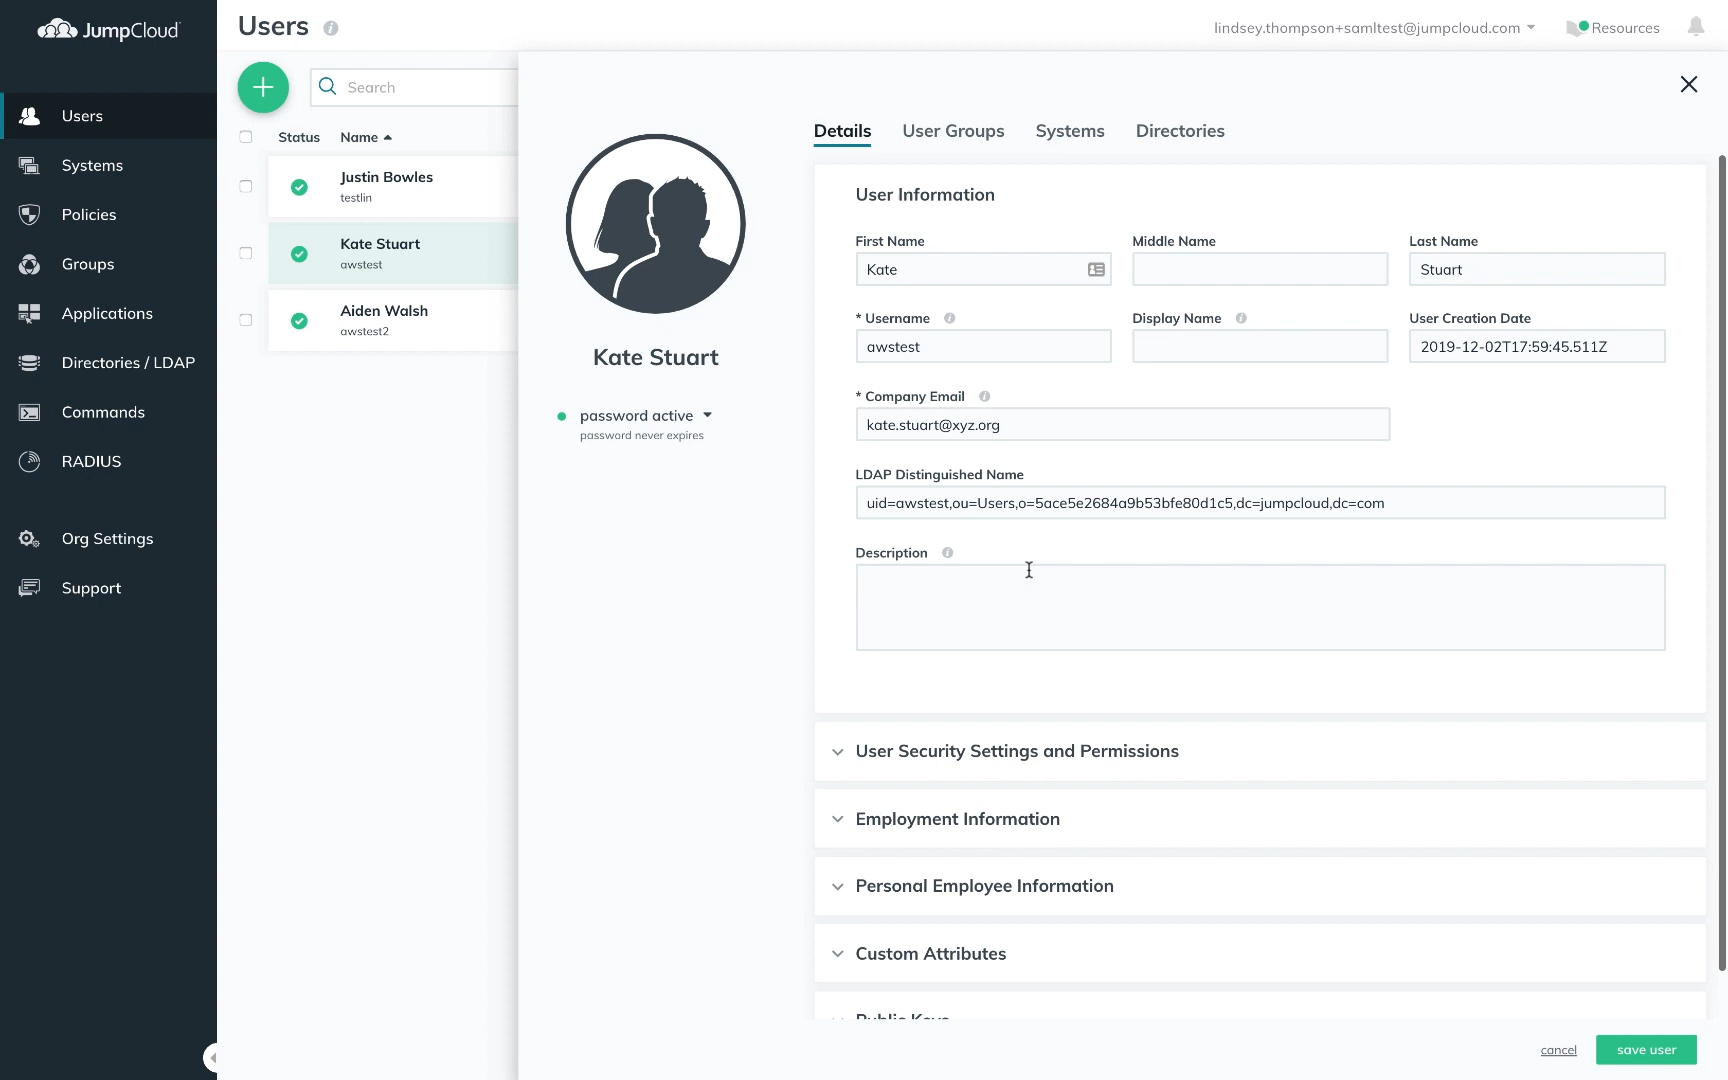 JumpCloud
Users
lindsey.thompson+samltest@jumpcloud.com
Resources
Users
Systems
Policies
Groups
Applications
Directories / LDAP
Commands
RADIUS
Org Settings
Support
Search
Status Name
Justin Bowles
testlin
Kate Stuart
awstest
Aiden Walsh
awstest2
Kate Stuart
password active
password never expires
Details User Groups Systems Directories
User Information
First Name Middle Name Last Name
Kate Stuart
* Username Display Name User Creation Date
awstest 2019-12-02T17:59:45.511Z
* Company Email
kate.stuart@xyz.org
LDAP Distinguished Name
uid=awstest,ou=Users,o=5ace5e2684a9b53bfe80d1c5,dc=jumpcloud,dc=com
Description
User Security Settings and Permissions
Employment Information
Personal Employee Information
Custom Attributes
Public Keys
cancel save user